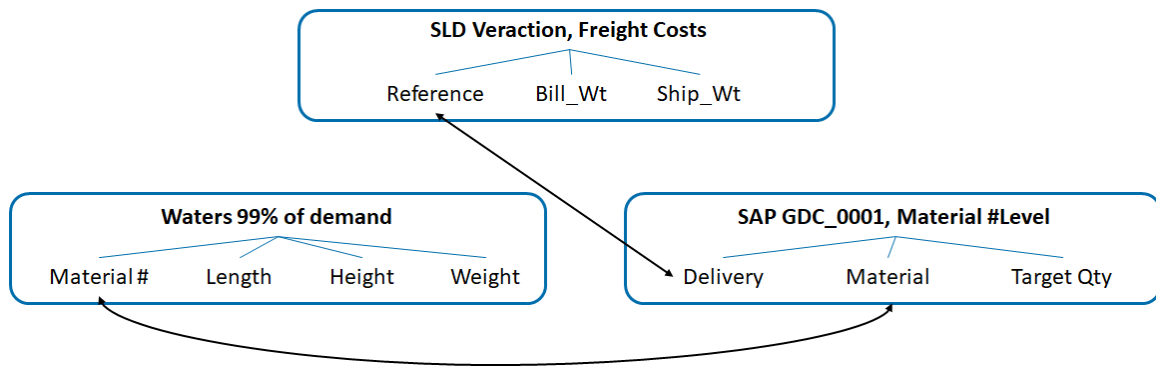 SLD Veraction, Freight Costs
Reference Bill_Wt Ship_Wt
Waters 99% of demand
Material # Length Height Weight
SAP GDC_0001, Material #Level
Delivery Material Target Qty